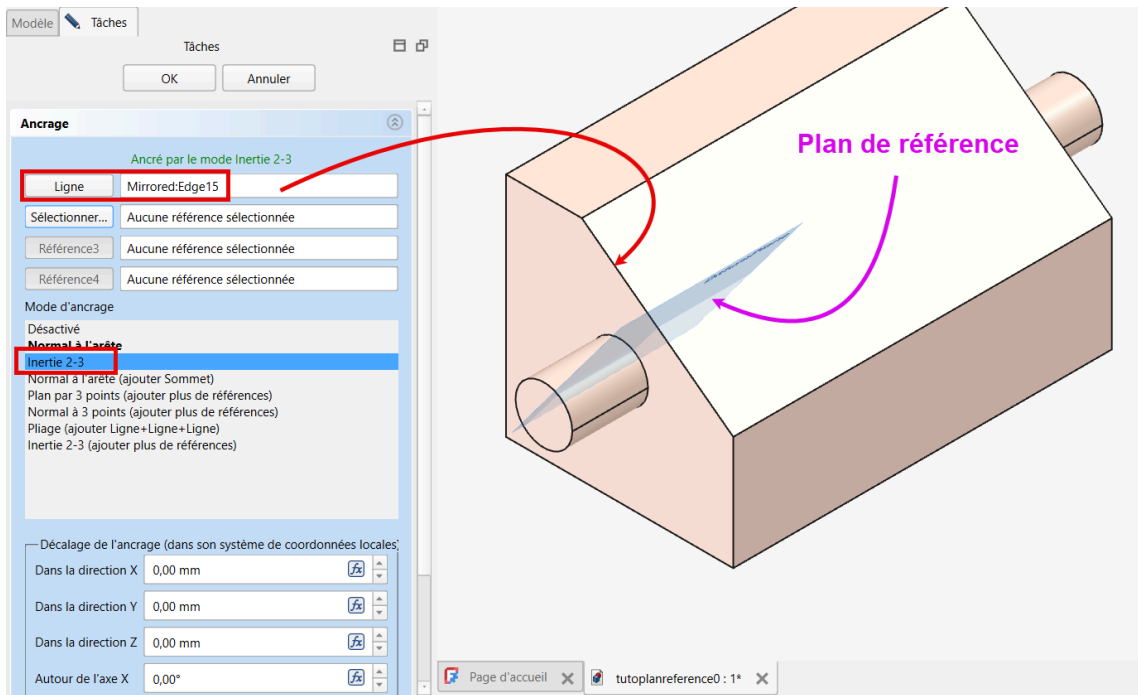 Modèle
Tâches
Tâches
OK
Annuler
Ancrage
Ancré par le mode Inertie 2-3
Ligne
Mirrored:Edge15
Sélectionner...
Aucune référence sélectionnée
Référence3
Aucune référence sélectionnée
Référence4
Aucune référence sélectionnée
Mode d'ancrage
Désactivé
Normal à l'arête
Inertie 2-3
Normal à l'arête (ajouter Sommet)
Plan par 3 points (ajouter plus de références)
Normal à 3 points (ajouter plus de références)
Pliage (ajouter Ligne+Ligne+Ligne)
Inertie 2-3 (ajouter plus de références)
Décalage de l'ancrage (dans son système de coordonnées locales)
Dans la direction X
0,00 mm
fx
Dans la direction Y
0,00 mm
fx
Dans la direction Z
0,00 mm
fx
Autour de l'axe X
0,00°
fx
Plan de référence
Page d'accueil
tutoplanreference0 : 1*